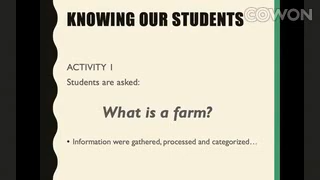 COWON
KNOWING OUR STUDENTS
ACTIVITY 1
Students are asked:
What is a farm?
• Information were gathered, processed and categorized...